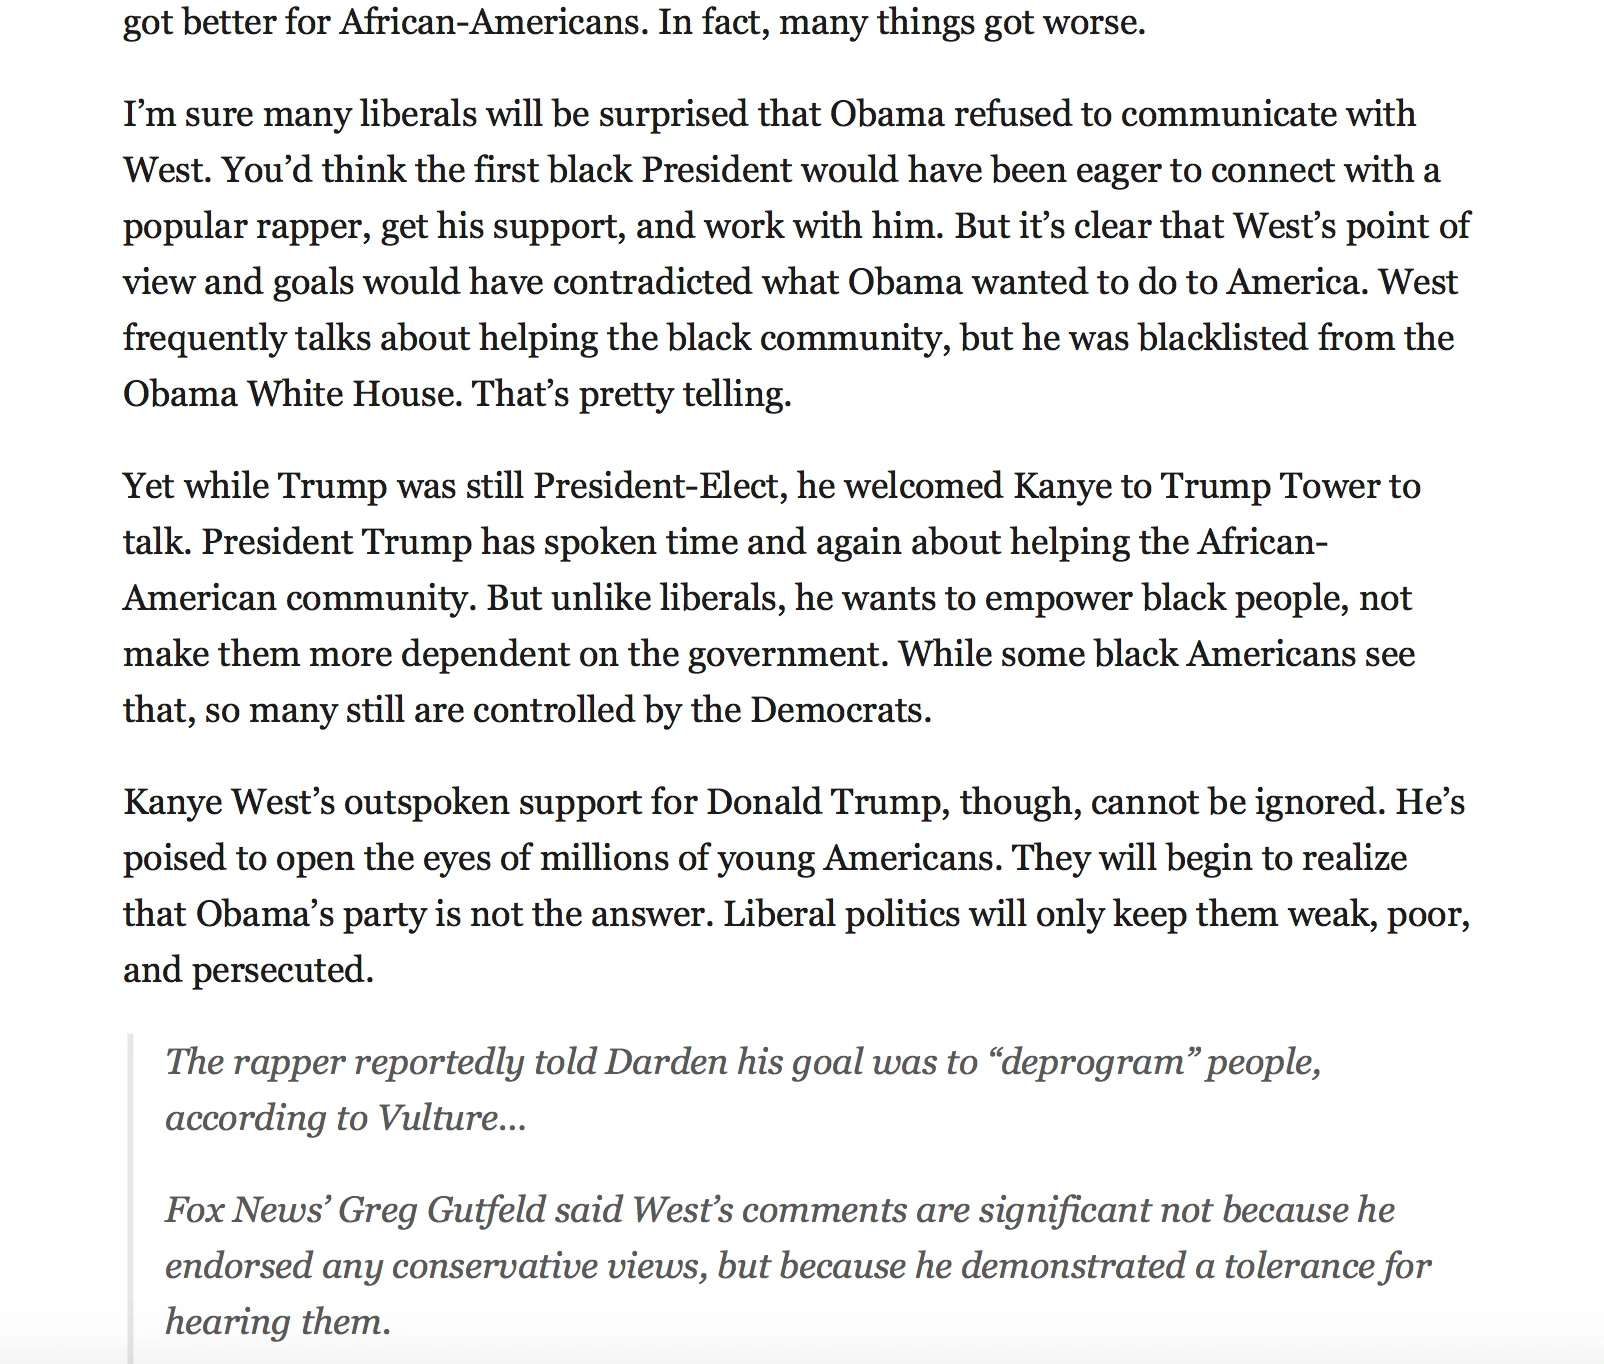 got better for African-Americans. In fact, many things got worse.
I’m sure many liberals will be surprised that Obama refused to communicate with
West. You’d think the first black President would have been eager to connect with a
popular rapper, get his support, and work with him. But it’s clear that West’s point of
view and goals would have contradicted what Obama wanted to do to America. West
frequently talks about helping the black community, but he was blacklisted from the
Obama White House. That’s pretty telling.
Yet while Trump was still President-Elect, he welcomed Kanye to Trump Tower to
talk. President Trump has spoken time and again about helping the African-
American community. But unlike liberals, he wants to empower black people, not
make them more dependent on the government. While some black Americans see
that, so many still are controlled by the Democrats.
Kanye West’s outspoken support for Donald Trump, though, cannot be ignored. He’s
poised to open the eyes of millions of young Americans. They will begin to realize
that Obama’s party is not the answer. Liberal politics will only keep them weak, poor,
and persecuted.
The rapper reportedly told Darden his goal was to “deprogram” people,
according to Vulture…
Fox News’ Greg Gutfeld said West’s comments are significant not because he
endorsed any conservative views, but because he demonstrated a tolerance for
hearing them.